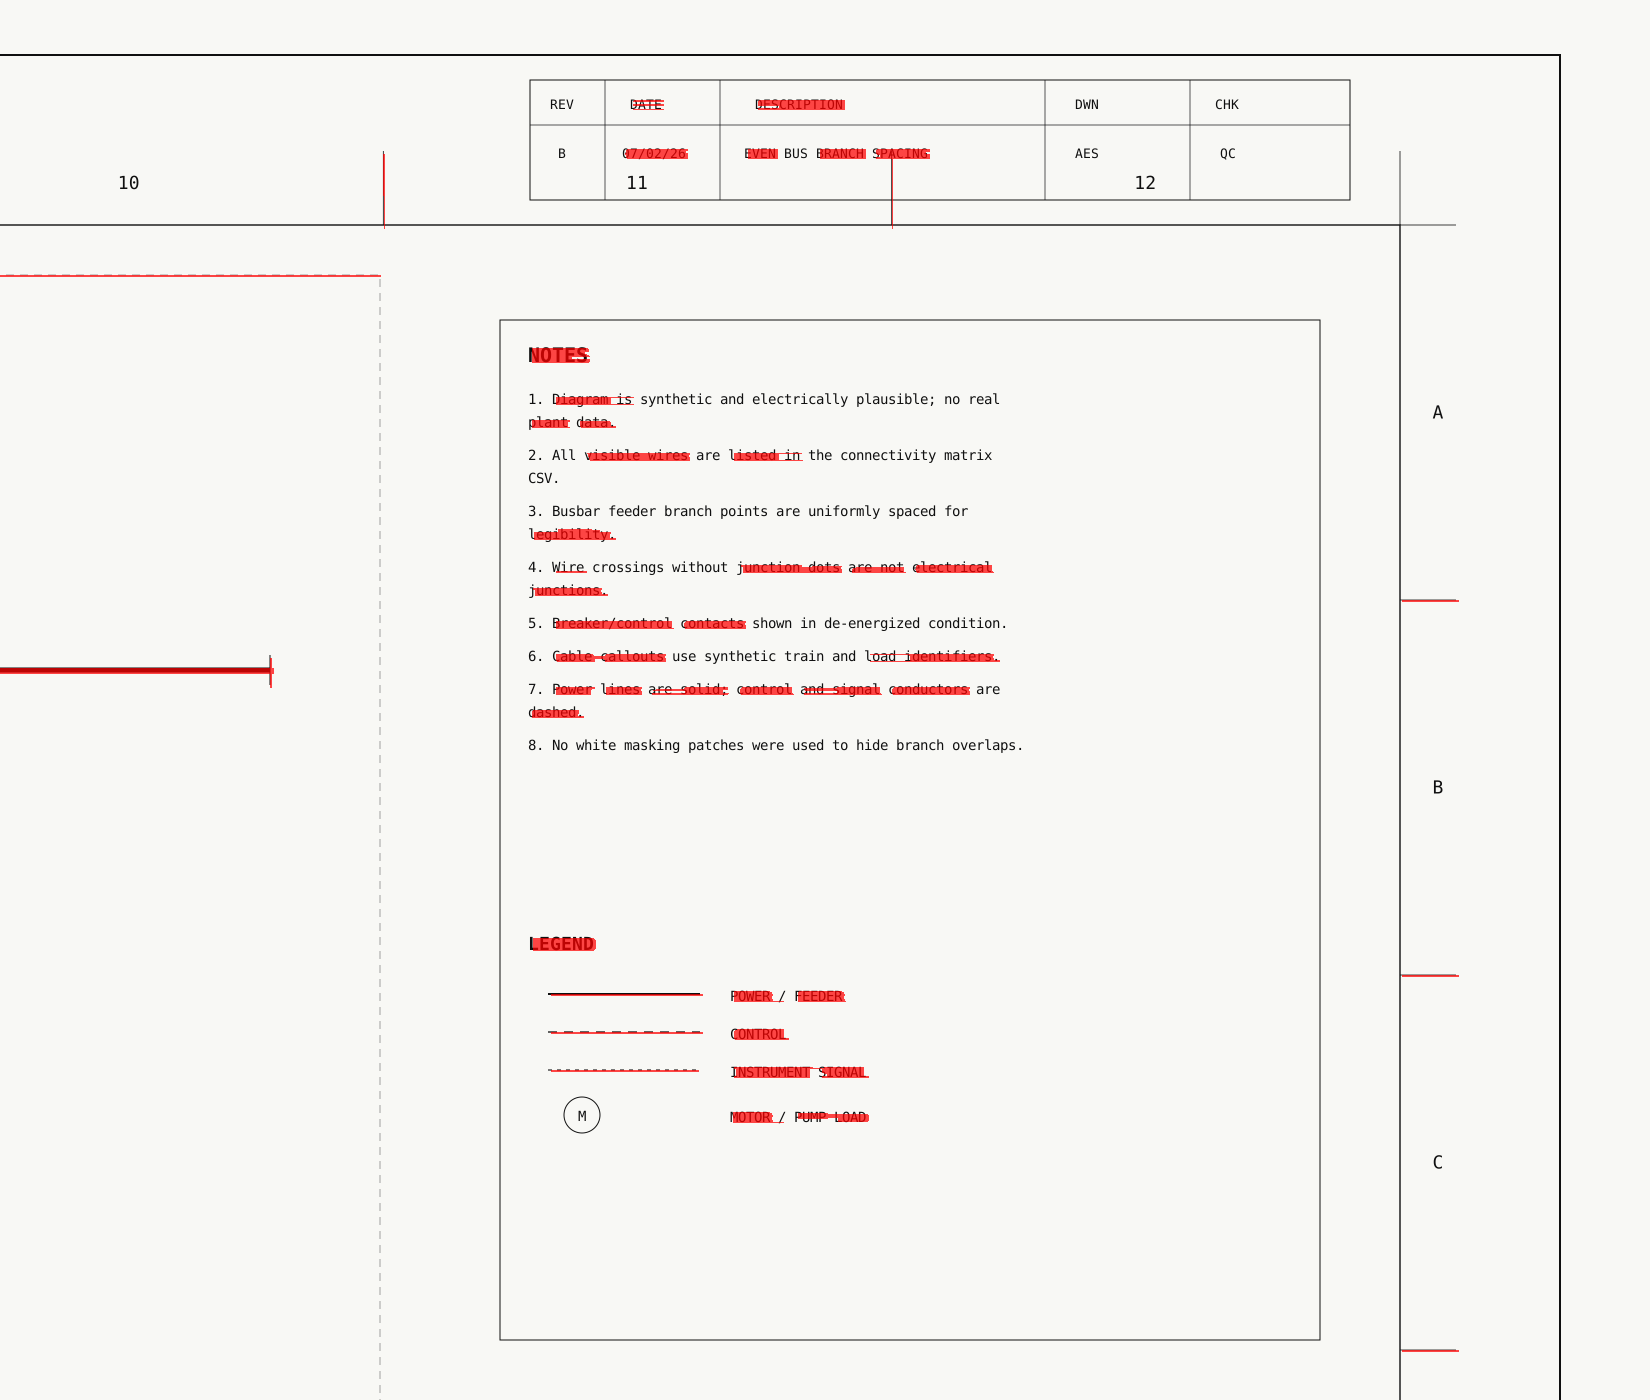 REV DATE DESCRIPTION DWN CHK
B 07/02/26 EVEN BUS BRANCH SPACING AES QC
10 11 12
NOTES
1. Diagram is synthetic and electrically plausible; no real
plant data.
2. All visible wires are listed in the connectivity matrix
CSV.
3. Busbar feeder branch points are uniformly spaced for
legibility.
4. Wire crossings without junction dots are not electrical
junctions.
5. Breaker/control contacts shown in de-energized condition.
6. Cable callouts use synthetic train and load identifiers.
7. Power lines are solid; control and signal conductors are
dashed.
8. No white masking patches were used to hide branch overlaps.
LEGEND
POWER / FEEDER
CONTROL
INSTRUMENT SIGNAL
M MOTOR / PUMP LOAD
A
B
C